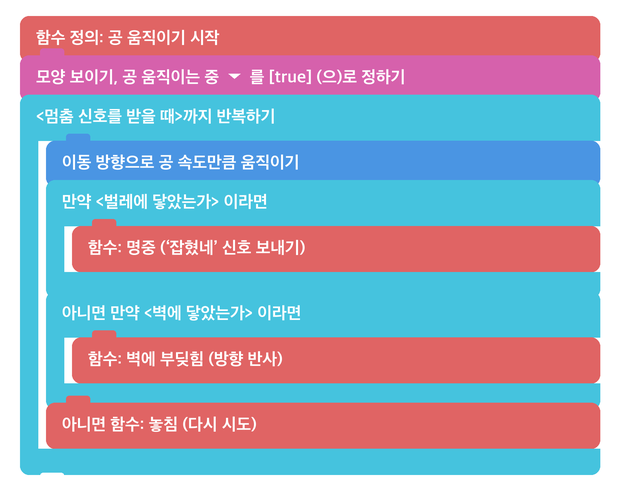 함수 정의: 공 움직이기 시작
모양 보이기, 공 움직이는 중 ▼ 를 [true] (으)로 정하기
<멈춤 신호를 받을 때>까지 반복하기
이동 방향으로 공 속도만큼 움직이기
만약 <벌레에 닿았는가> 이라면
함수: 명중 (‘잡혔네’ 신호 보내기)
아니면 만약 <벽에 닿았는가> 이라면
함수: 벽에 부딪힘 (방향 반사)
아니면 함수: 놓침 (다시 시도)